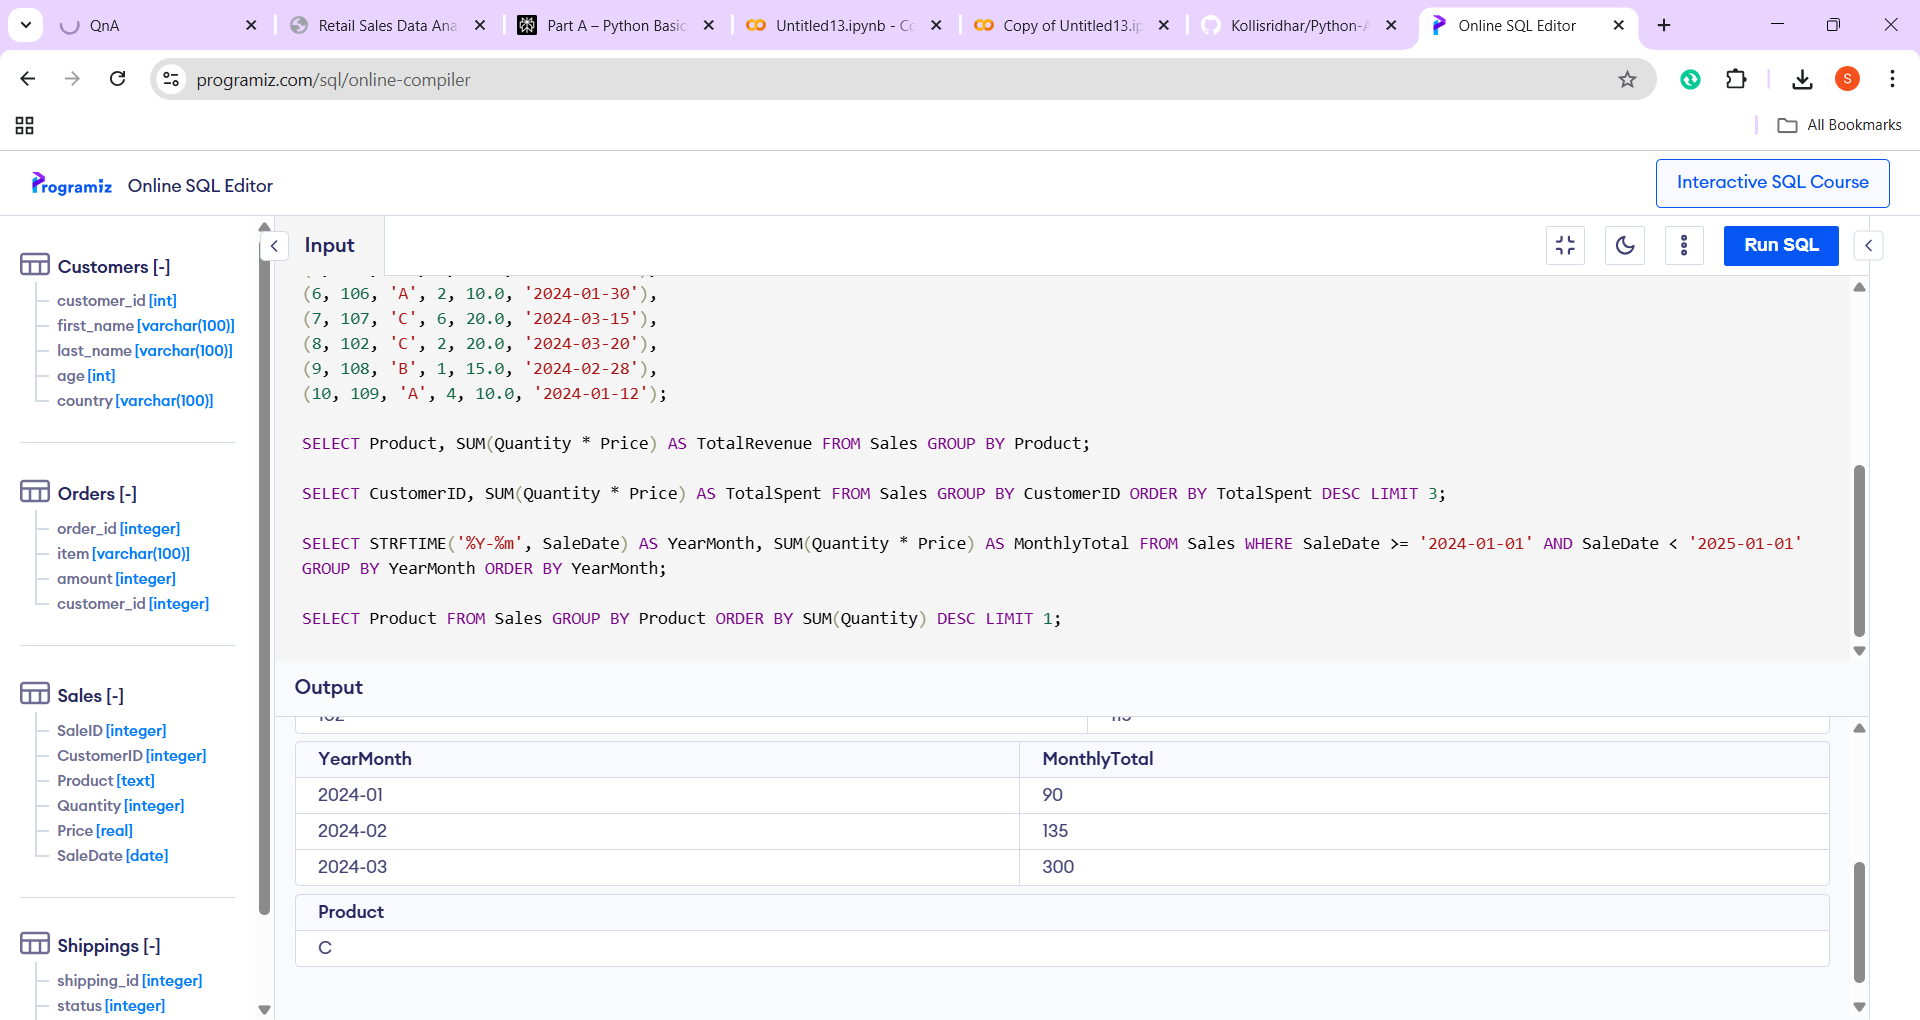 QnA
Retail Sales Data Ana
Part A – Python Basic
Untitled13.ipynb - Co
Copy of Untitled13.ip
Kollisridhar/Python-A
Online SQL Editor
programiz.com/sql/online-compiler
S
All Bookmarks
Programiz
Online SQL Editor
Interactive SQL Course
Customers [-]
customer_id [int]
first_name [varchar(100)]
last_name [varchar(100)]
age [int]
country [varchar(100)]
Orders [-]
order_id [integer]
item [varchar(100)]
amount [integer]
customer_id [integer]
Sales [-]
SaleID [integer]
CustomerID [integer]
Product [text]
Quantity [integer]
Price [real]
SaleDate [date]
Shippings [-]
shipping_id [integer]
status [integer]
Input
Run SQL
(6, 106, 'A', 2, 10.0, '2024-01-30'),
(7, 107, 'C', 6, 20.0, '2024-03-15'),
(8, 102, 'C', 2, 20.0, '2024-03-20'),
(9, 108, 'B', 1, 15.0, '2024-02-28'),
(10, 109, 'A', 4, 10.0, '2024-01-12');
SELECT Product, SUM(Quantity * Price) AS TotalRevenue FROM Sales GROUP BY Product;
SELECT CustomerID, SUM(Quantity * Price) AS TotalSpent FROM Sales GROUP BY CustomerID ORDER BY TotalSpent DESC LIMIT 3;
SELECT STRFTIME('%Y-%m', SaleDate) AS YearMonth, SUM(Quantity * Price) AS MonthlyTotal FROM Sales WHERE SaleDate >= '2024-01-01' AND SaleDate < '2025-01-01'
GROUP BY YearMonth ORDER BY YearMonth;
SELECT Product FROM Sales GROUP BY Product ORDER BY SUM(Quantity) DESC LIMIT 1;
Output
YearMonth MonthlyTotal
2024-01 90
2024-02 135
2024-03 300
Product
C